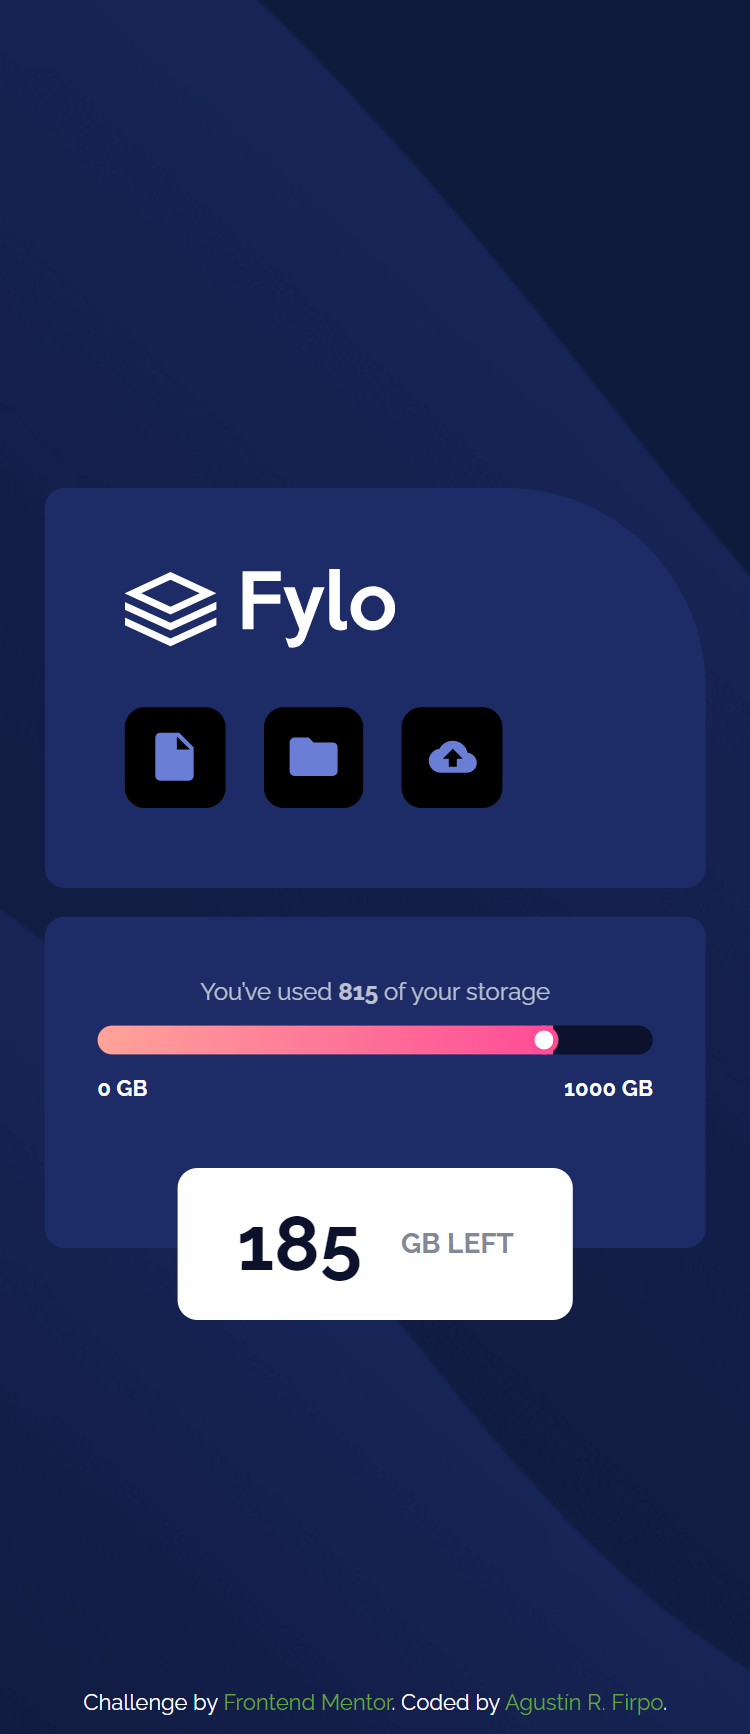 Fylo
You've used 815 of your storage
0 GB
1000 GB
185 GB LEFT
Challenge by Frontend Mentor. Coded by Agustín R. Firpo.